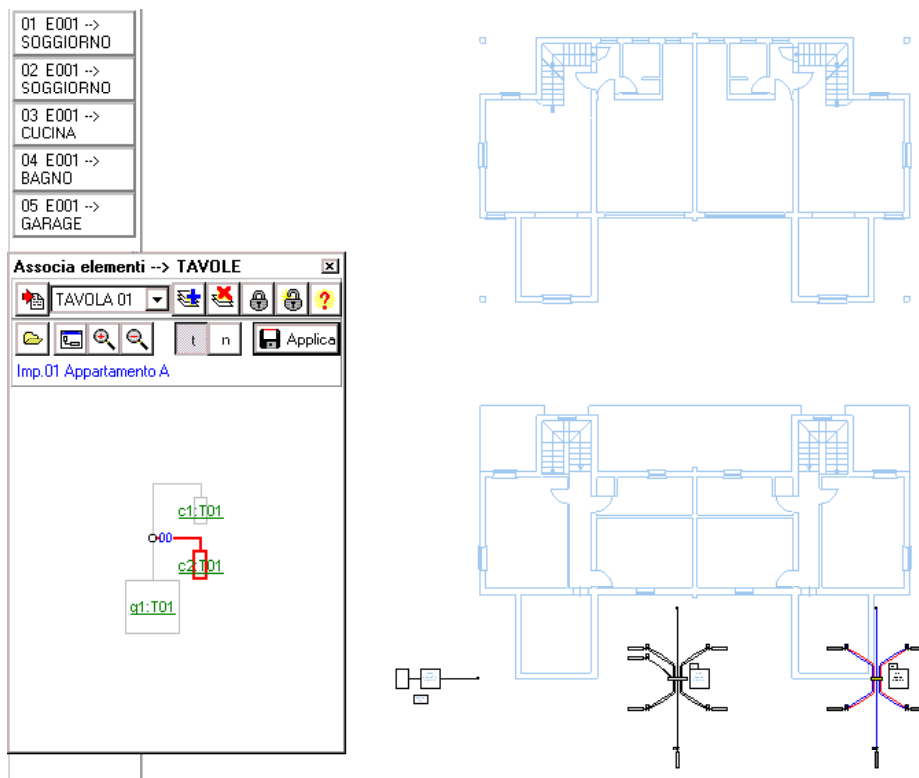 01 E001 -->
SOGGIORNO
02 E001 -->
SOGGIORNO
03 E001 -->
CUCINA
04 E001 -->
BAGNO
05 E001 -->
GARAGE
Associa elementi --> TAVOLE
TAVOLA 01
?
t n Applica
Imp.01 Appartamento A
c1:T01
00
c2:T01
g1:T01